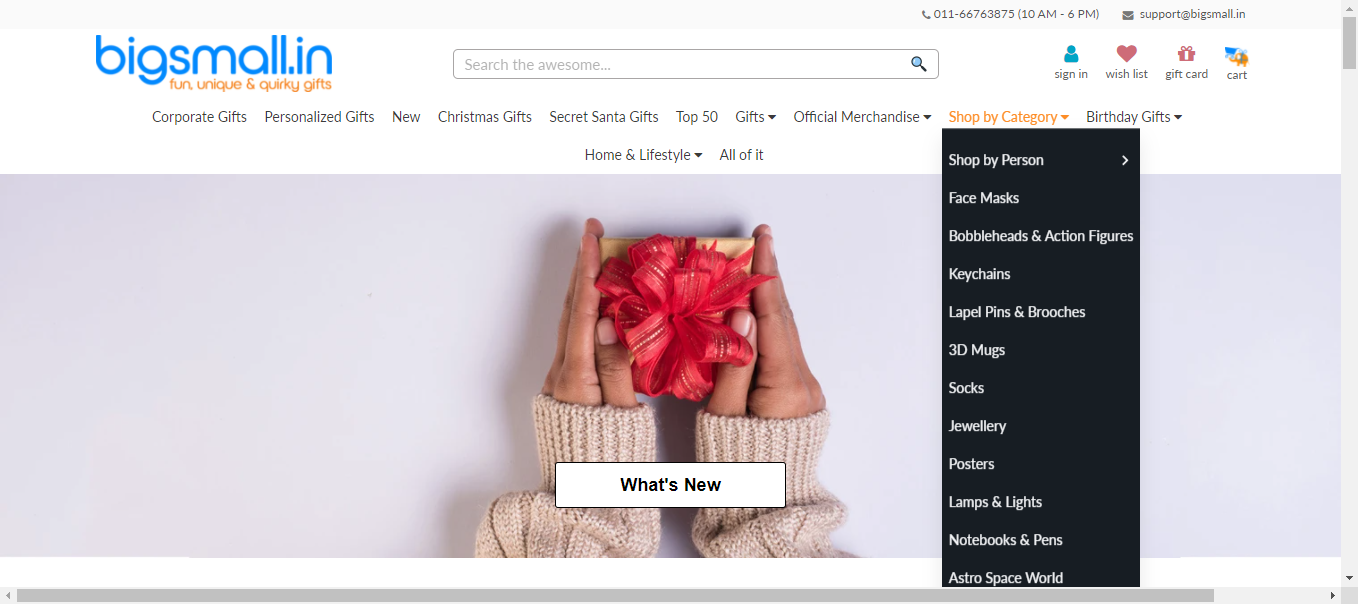 011-66763875 (10 AM - 6 PM) support@bigsmall.in
bigsmall.in
fun, unique & quirky gifts
Search the awesome...
sign in wish list gift card cart
Corporate Gifts Personalized Gifts New Christmas Gifts Secret Santa Gifts Top 50 Gifts Official Merchandise Shop by Category Birthday Gifts
Home & Lifestyle All of it
Shop by Person
Face Masks
Bobbleheads & Action Figures
Keychains
Lapel Pins & Brooches
3D Mugs
Socks
Jewellery
Posters
Lamps & Lights
Notebooks & Pens
Astro Space World
What's New